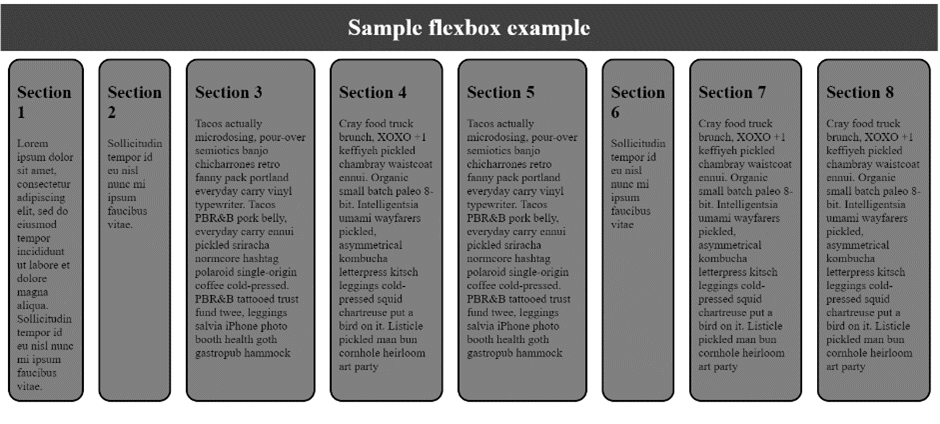 Sample flexbox example
Section
1
Lorem
ipsum dolor
sit amet,
consectetur
adipiscing
elit, sed do
eiusmod
tempor
incididunt
ut labore et
dolore
magna
aliqua.
Sollicitudin
tempor id
eu nisl nunc
mi ipsum
faucibus
vitae.
Section
2
Sollicitudin
tempor id
eu nisl
nunc mi
ipsum
faucibus
vitae.
Section 3
Tacos actually
microdosing, pour-over
semiotics banjo
chicharrones retro
fanny pack portland
everyday carry vinyl
typewriter. Tacos
PBR&B pork belly,
everyday carry ennui
pickled sriracha
normcore hashtag
polaroid single-origin
coffee cold-pressed.
PBR&B tattooed trust
fund twee, leggings
salvia iPhone photo
booth health goth
gastropub hammock
Section 4
Cray food truck
brunch, XOXO +1
keffiyeh pickled
chambray waistcoat
ennui. Organic
small batch paleo 8-
bit. Intelligentsia
umami wayfarers
pickled,
asymmetrical
kombucha
letterpress kitsch
leggings cold-
pressed squid
chartreuse put a
bird on it. Listicle
pickled man bun
cornhole heirloom
art party
Section 5
Tacos actually
microdosing, pour-over
semiotics banjo
chicharrones retro
fanny pack portland
everyday carry vinyl
typewriter. Tacos
PBR&B pork belly,
everyday carry ennui
pickled sriracha
normcore hashtag
polaroid single-origin
coffee cold-pressed.
PBR&B tattooed trust
fund twee, leggings
salvia iPhone photo
booth health goth
gastropub hammock
Section
6
Sollicitudin
tempor id
eu nisl
nunc mi
ipsum
faucibus
vitae
Section 7
Cray food truck
brunch, XOXO +1
keffiyeh pickled
chambray waistcoat
ennui. Organic
small batch paleo 8-
bit. Intelligentsia
umami wayfarers
pickled,
asymmetrical
kombucha
letterpress kitsch
leggings cold-
pressed squid
chartreuse put a
bird on it. Listicle
pickled man bun
cornhole heirloom
art party
Section 8
Cray food truck
brunch, XOXO +1
keffiyeh pickled
chambray waistcoat
ennui. Organic
small batch paleo 8-
bit. Intelligentsia
umami wayfarers
pickled,
asymmetrical
kombucha
letterpress kitsch
leggings cold-
pressed squid
chartreuse put a
bird on it. Listicle
pickled man bun
cornhole heirloom
art party